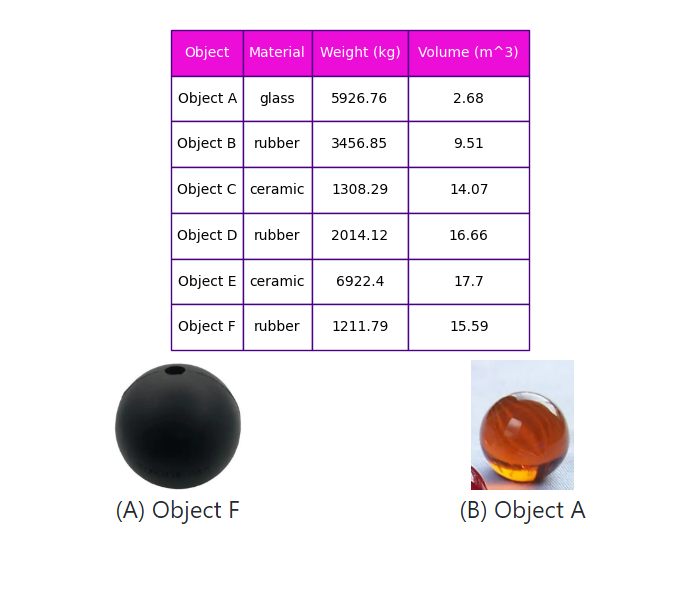 Object Material Weight (kg) Volume (m^3)
Object A glass 5926.76 2.68
Object B rubber 3456.85 9.51
Object C ceramic 1308.29 14.07
Object D rubber 2014.12 16.66
Object E ceramic 6922.4 17.7
Object F rubber 1211.79 15.59
(A) Object F (B) Object A